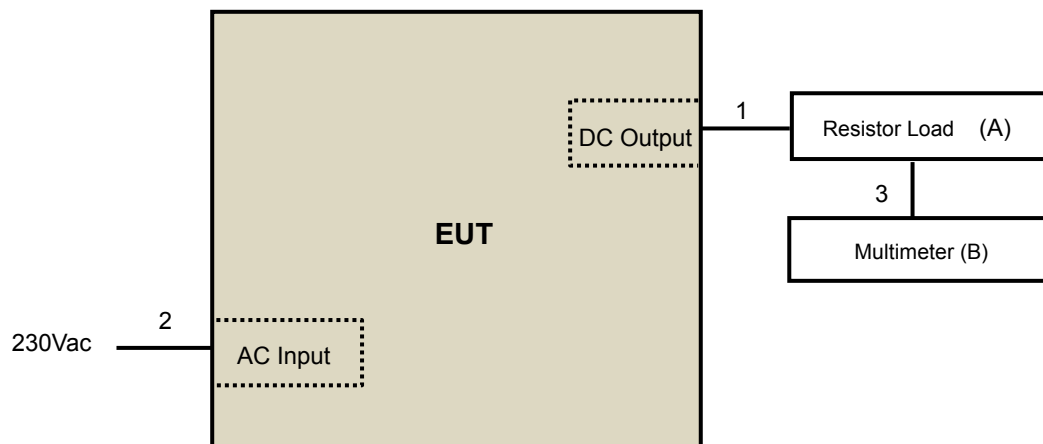 1
Resistor Load (A)
DC Output
3
EUT
Multimeter (B)
2
230Vac
AC Input